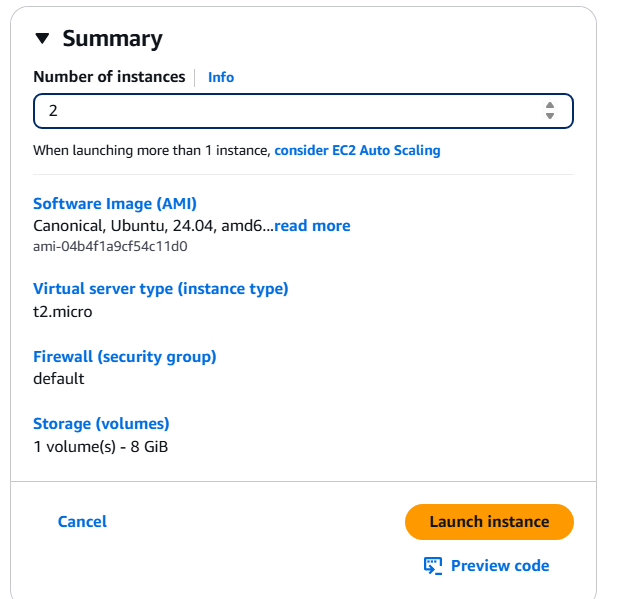 Summary
Number of instances Info
2
When launching more than 1 instance, consider EC2 Auto Scaling
Software Image (AMI)
Canonical, Ubuntu, 24.04, amd6...read more
ami-04b4f1a9cf54c11d0
Virtual server type (instance type)
t2.micro
Firewall (security group)
default
Storage (volumes)
1 volume(s) - 8 GiB
Cancel
Launch instance
Preview code